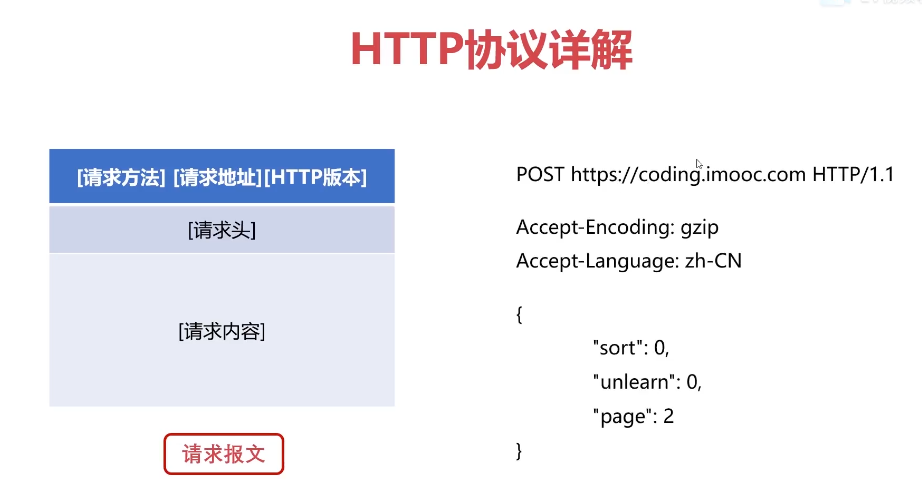 HTTP协议详解
[请求方法] [请求地址][HTTP版本]
[请求头]
[请求内容]
请求报文
POST https://coding.imooc.com HTTP/1.1
Accept-Encoding: gzip
Accept-Language: zh-CN
{
"sort": 0,
"unlearn": 0,
"page": 2
}